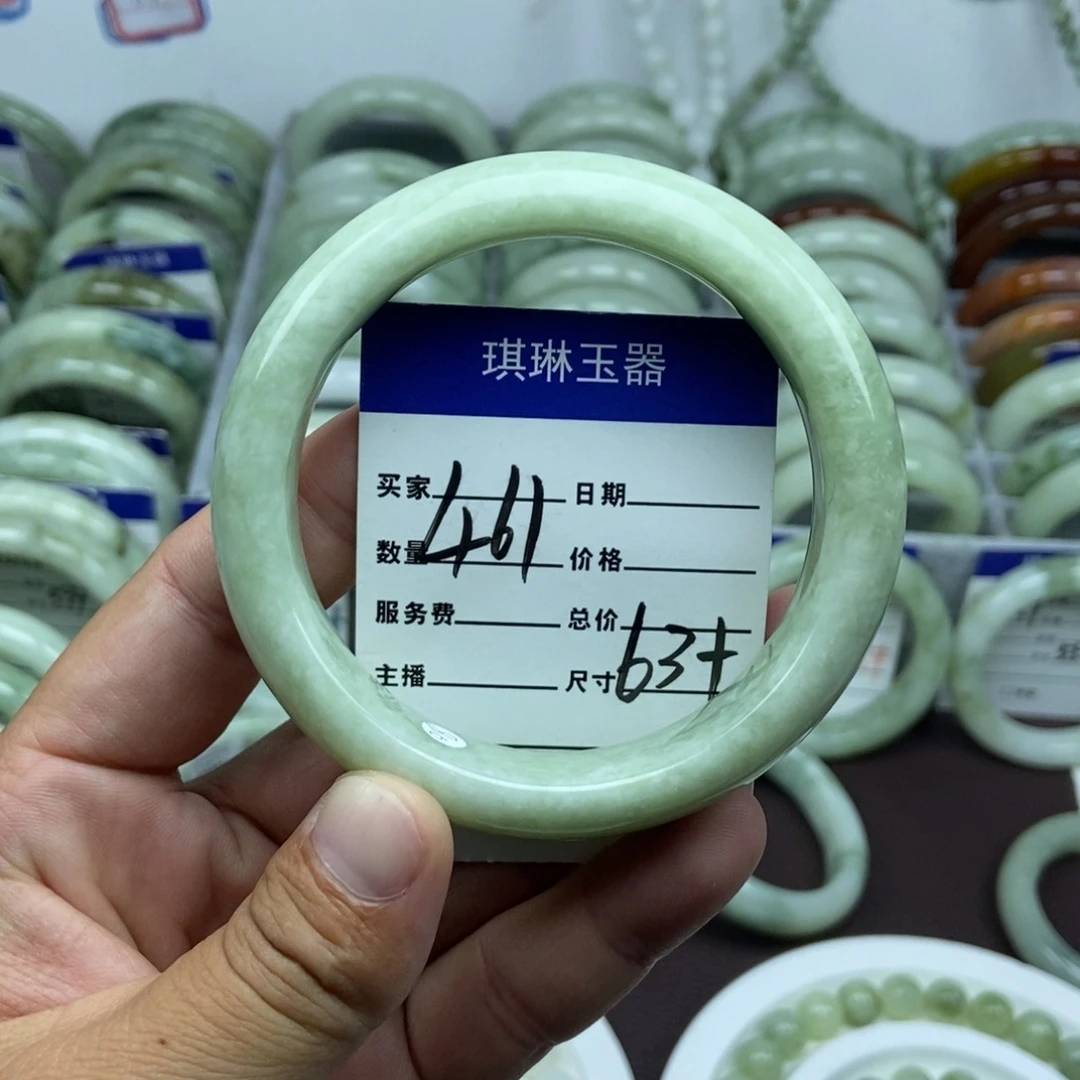 琪琳玉器
买家 日期
461
数量 价格
服务费 总价
63+
主播 尺寸